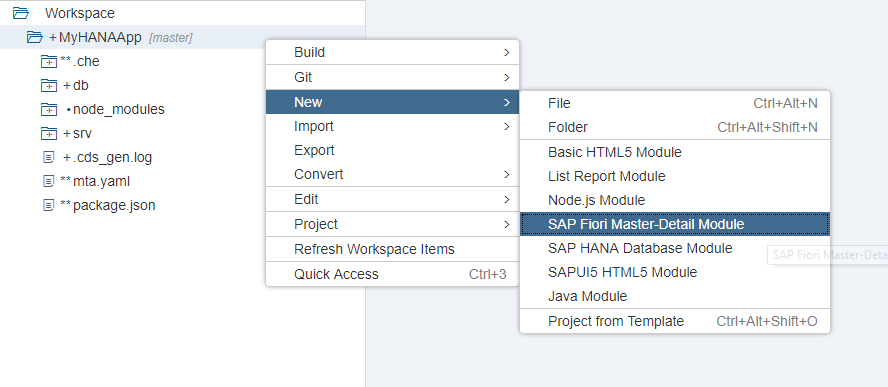 Workspace
+ MyHANAApp [master]
** .che
+ db
• node_modules
+ srv
+ .cds_gen.log
** mta.yaml
** package.json
Build >
Git >
New >
Import >
Export
Convert >
Edit >
Project >
Refresh Workspace Items
Quick Access Ctrl+3
File Ctrl+Alt+N
Folder Ctrl+Alt+Shift+N
Basic HTML5 Module
List Report Module
Node.js Module
SAP Fiori Master-Detail Module
SAP HANA Database Module
SAPUI5 HTML5 Module
Java Module
Project from Template Ctrl+Alt+Shift+O
SAP Fiori Master-Deta